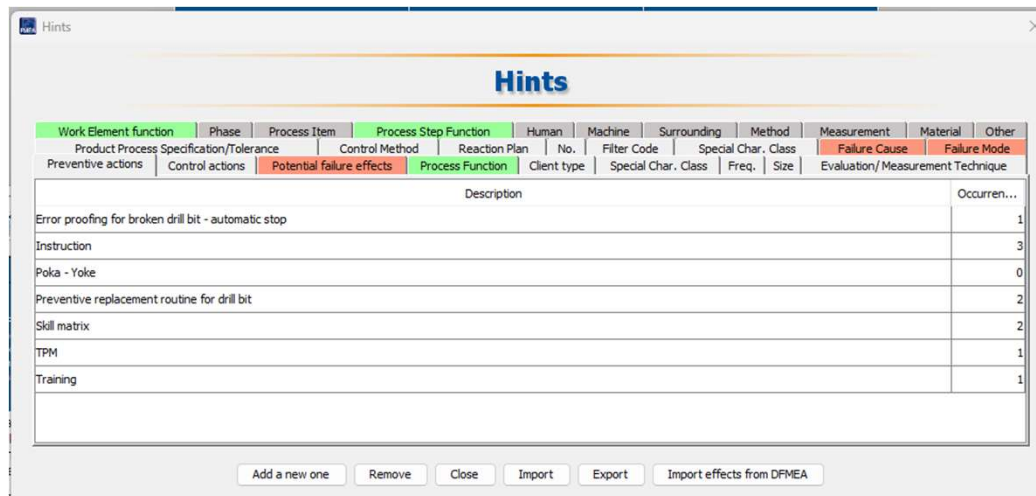 Hints
Hints
Work Element function Phase Process Item Process Step Function Human Machine Surrounding Method Measurement Material Other
Product Process Specification/Tolerance Control Method Reaction Plan No. Filter Code Special Char. Class Failure Cause Failure Mode
Preventive actions Control actions Potential failure effects Process Function Client type Special Char. Class Freq. Size Evaluation/Measurement Technique
Description Occurren...
Error proofing for broken drill bit - automatic stop 1
Instruction 3
Poka - Yoke 0
Preventive replacement routine for drill bit 2
Skill matrix 2
TPM 1
Training 1
Add a new one Remove Close Import Export Import effects from DFMEA